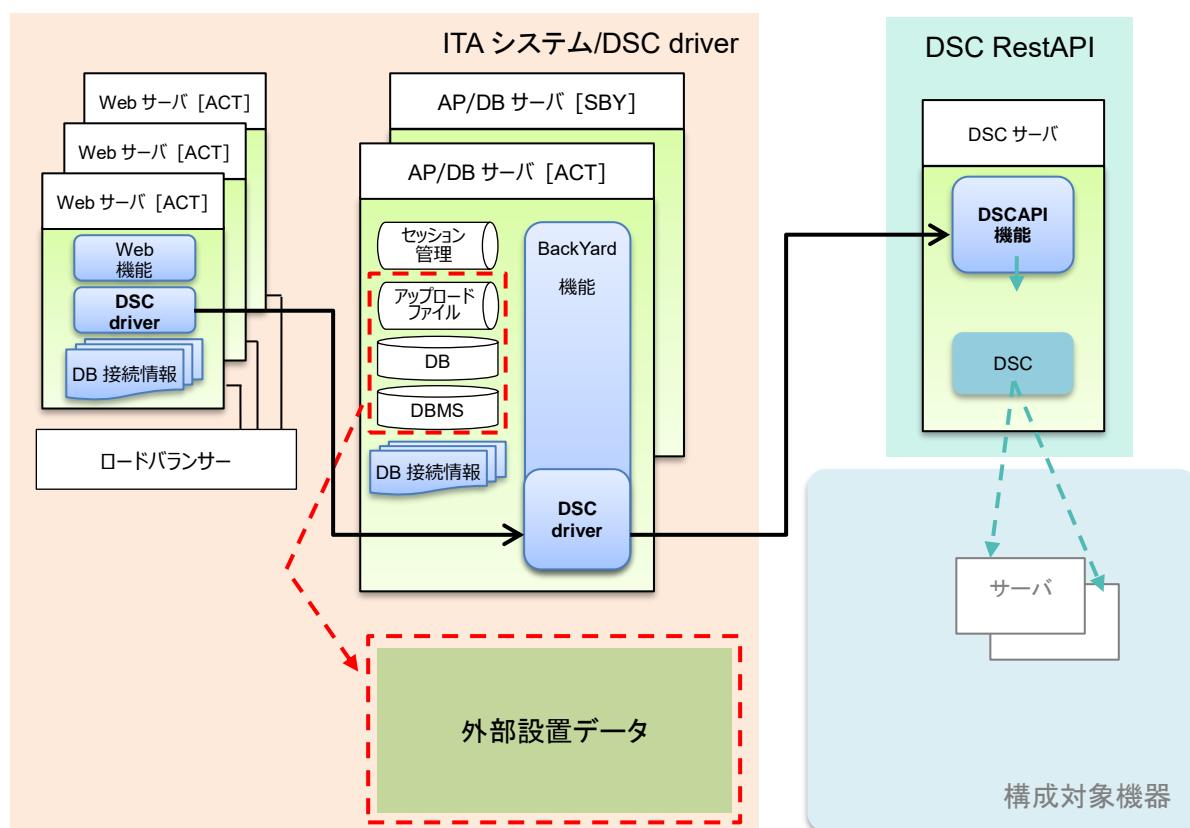 ITA システム/DSC driver
Web サーバ [ACT]
Web サーバ [ACT]
Web サーバ [ACT]
Web
機能
DSC
driver
DB 接続情報
ロードバランサー
AP/DB サーバ [SBY]
AP/DB サーバ [ACT]
セッション
管理
アップロード
ファイル
DB
DBMS
DB 接続情報
BackYard
機能
DSC
driver
外部設置データ
DSC RestAPI
DSC サーバ
DSCAPI
機能
DSC
サーバ
構成対象機器